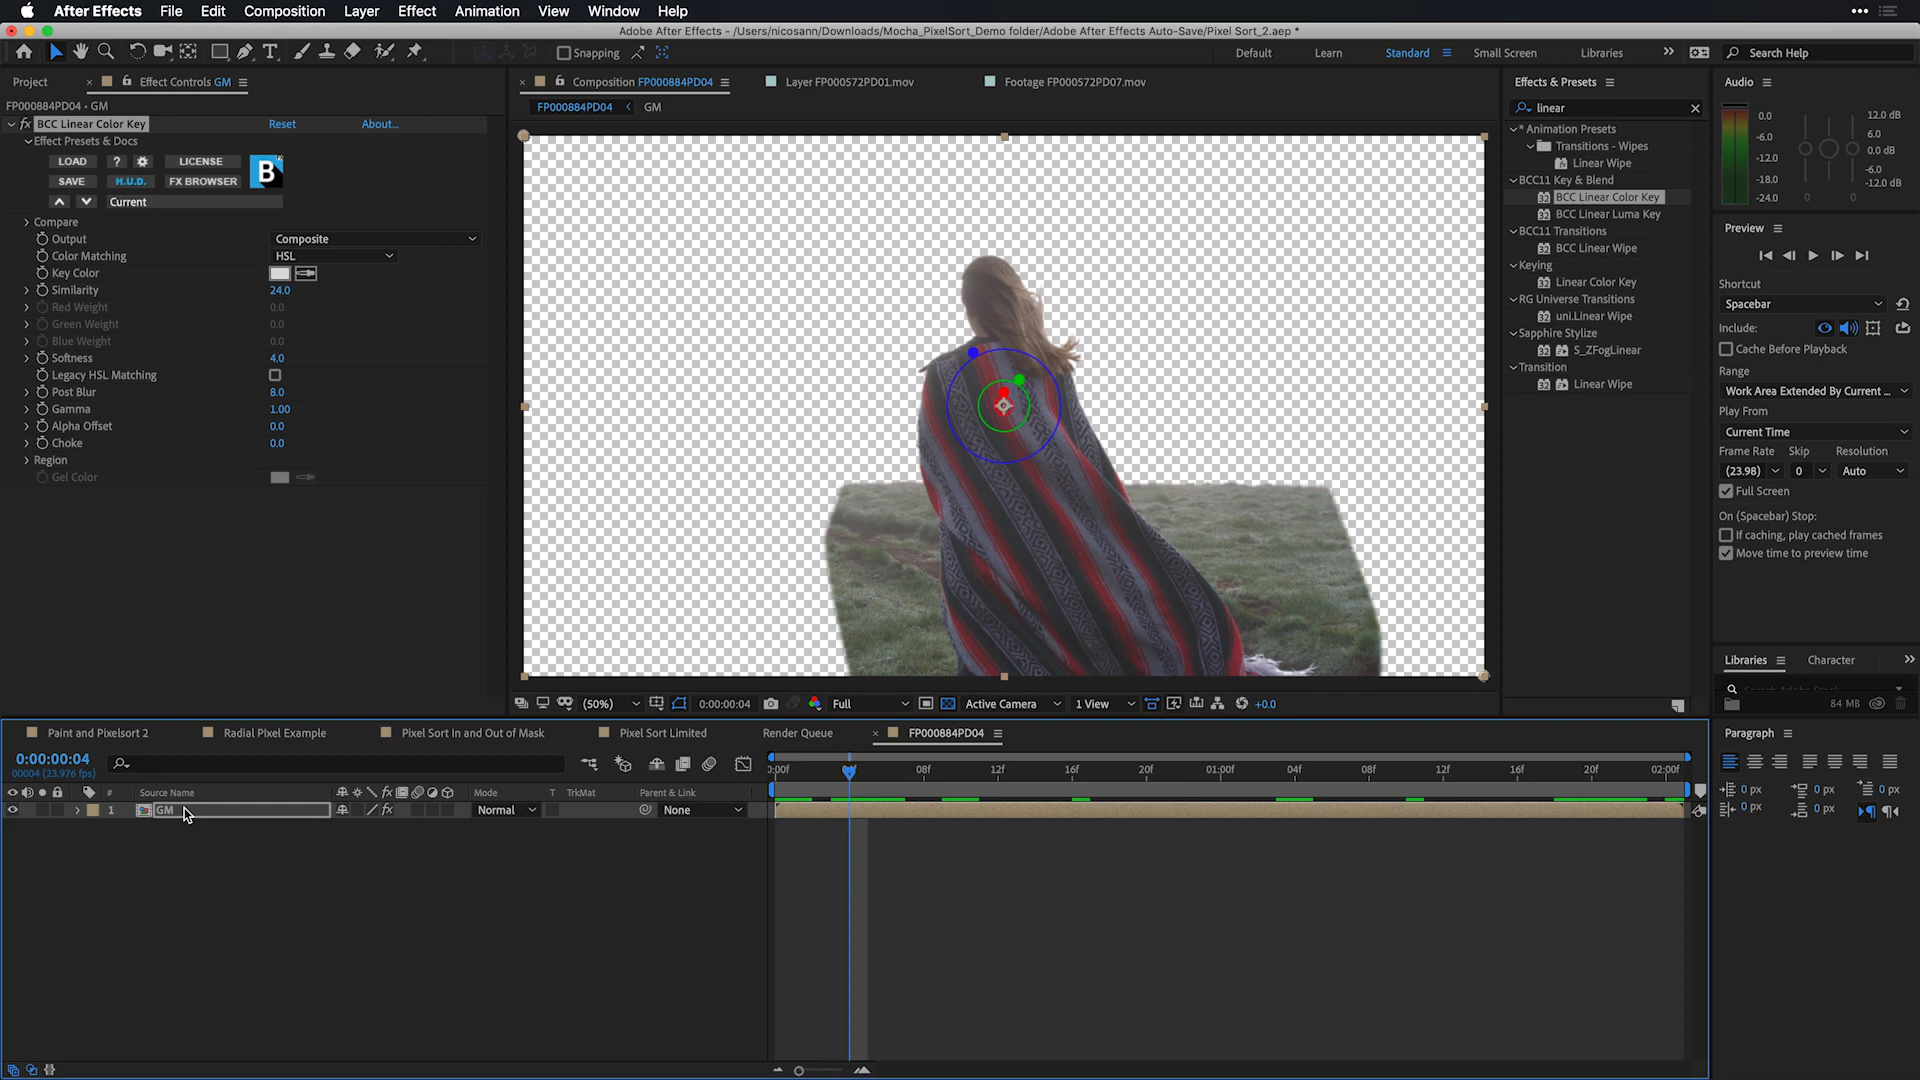 After Effects File Edit Composition Layer Effect Animation View Window Help
Adobe After Effects - /Users/nicosann/Downloads/Mocha_PixelSort_Demo folder/Adobe After Effects Auto-Save/Pixel Sort_2.aep *
Snapping Default Learn Standard Small Screen Libraries Search Help
Project Effect Controls GM
FP000884PD04 • GM
BCC Linear Color Key Reset About...
Effect Presets & Docs
LOAD ? LICENSE
SAVE H.U.D. FX BROWSER B
Current
Compare
Output Composite
Color Matching HSL
Key Color
Similarity 24.0
Red Weight 0.0
Green Weight 0.0
Blue Weight 0.0
Softness 4.0
Legacy HSL Matching
Post Blur 8.0
Gamma 1.00
Alpha Offset 0.0
Choke 0.0
Region
Gel Color
Composition FP000884PD04 Layer FP000572PD01.mov Footage FP000572PD07.mov
FP000884PD04 GM
(50%) 0:00:00:04 Full Active Camera 1 View +0.0
Effects & Presets
linear
* Animation Presets
Transitions - Wipes
Linear Wipe
BCC11 Key & Blend
BCC Linear Color Key
BCC Linear Luma Key
BCC11 Transitions
BCC Linear Wipe
Keying
Linear Color Key
RG Universe Transitions
uni.Linear Wipe
Sapphire Stylize
S_ZFogLinear
Transition
Linear Wipe
Audio
0.0 12.0 dB
-6.0 6.0
-12.0 0.0 dB
-18.0 -6.0
-24.0 0 0 -12.0 dB
Preview
Shortcut
Spacebar
Include:
Cache Before Playback
Range
Work Area Extended By Current ...
Play From
Current Time
Frame Rate Skip Resolution
(23.98) 0 Auto
Full Screen
On (Spacebar) Stop:
If caching, play cached frames
Move time to preview time
Libraries Character
Search Adobe Stock
84 MB
Paragraph
0 px 0 px 0 px
0 px 0 px
Paint and Pixelsort 2 Radial PIxel Example Pixel Sort In and Out of Mask Pixel Sort Limited Render Queue FP000884PD04
0:00:00:04
00004 (23.976 fps)
:00f 08f 12f 16f 20f 01:00f 04f 08f 12f 16f 20f 02:00f
# Source Name Mode T TrkMat Parent & Link
1 GM Normal None